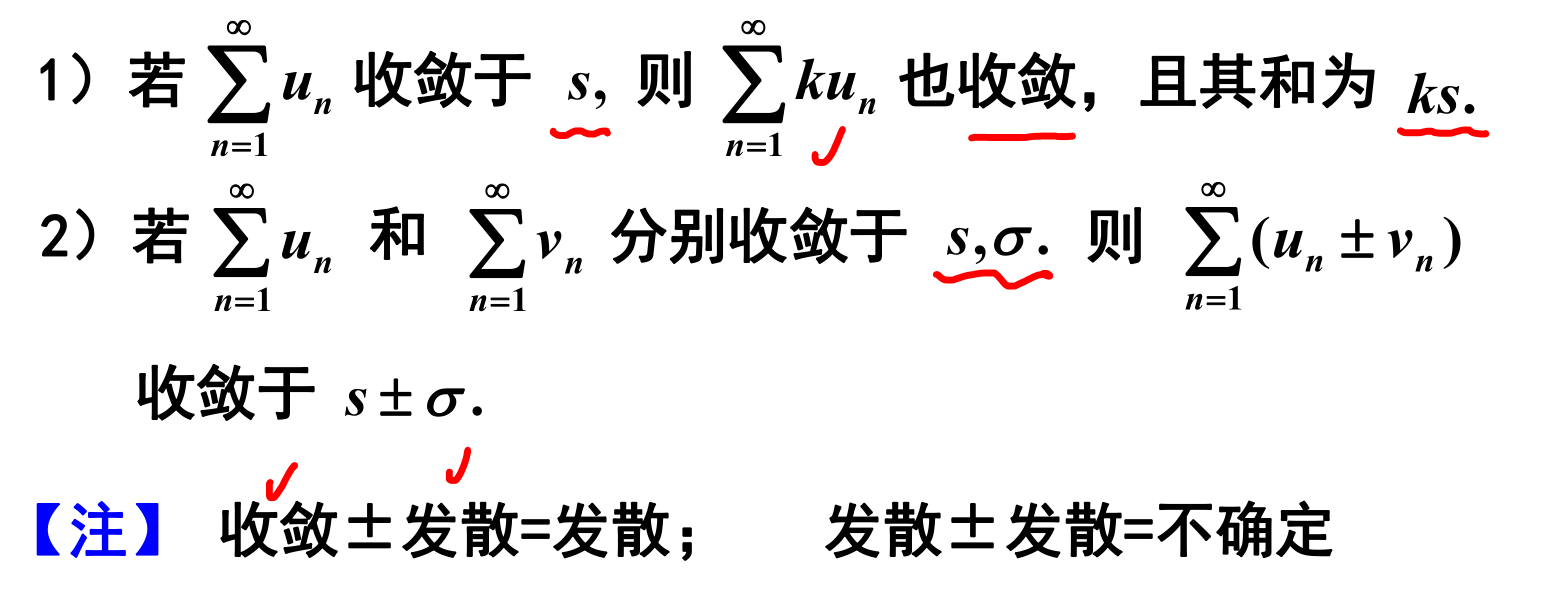 1）若 $\sum_{n=1}^{\infty} u_n$ 收敛于 $s,$ 则 $\sum_{n=1}^{\infty} ku_n$ 也收敛，且其和为 $ks.$
2）若 $\sum_{n=1}^{\infty} u_n$ 和 $\sum_{n=1}^{\infty} v_n$ 分别收敛于 $s,\sigma.$ 则 $\sum_{n=1}^{\infty} (u_n \pm v_n)$
收敛于 $s \pm \sigma.$
【注】 收敛±发散=发散； 发散±发散=不确定